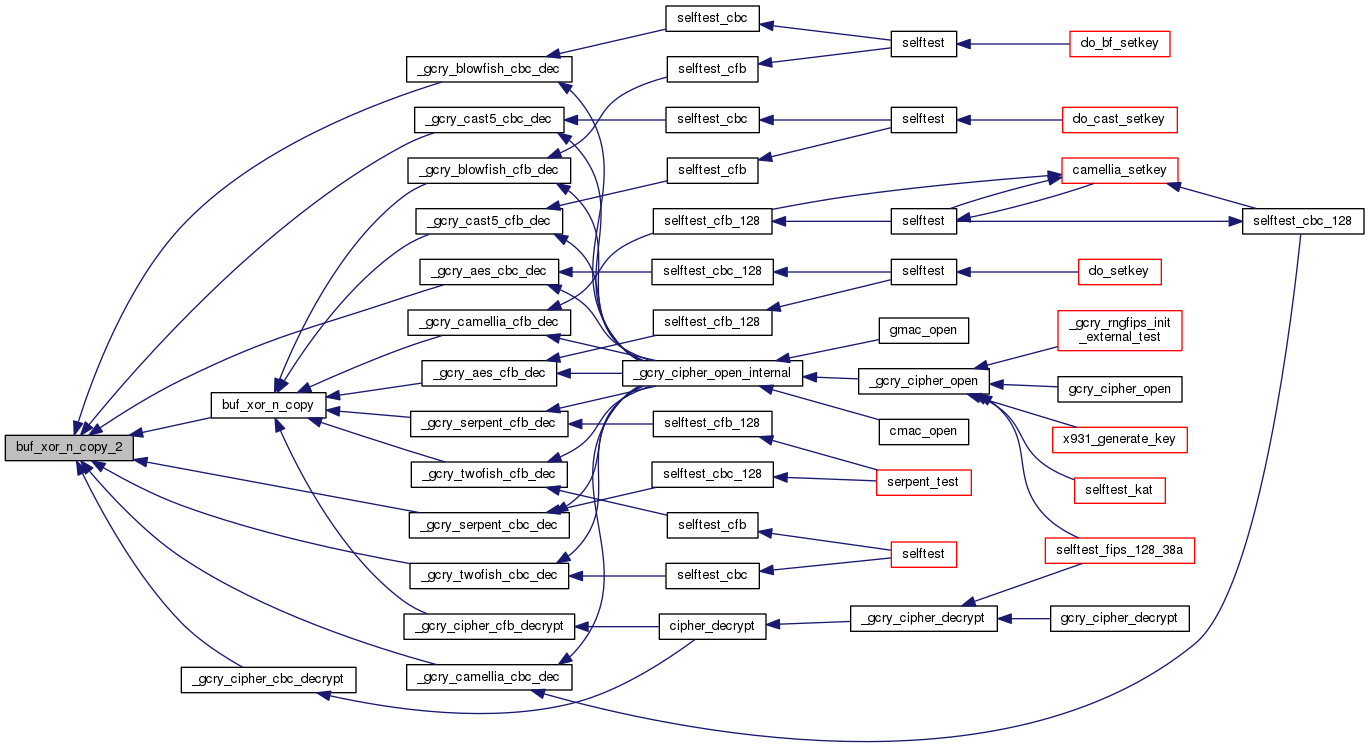 selftest_cbc
_gcry_blowfish_cbc_dec
selftest_cfb
selftest
do_bf_setkey
_gcry_cast5_cbc_dec
selftest_cbc
selftest
do_cast_setkey
_gcry_blowfish_cfb_dec
selftest_cfb
camellia_setkey
_gcry_cast5_cfb_dec
selftest_cfb_128
selftest
selftest_cbc_128
_gcry_aes_cbc_dec
selftest_cbc_128
selftest
do_setkey
_gcry_camellia_cfb_dec
selftest_cfb_128
gmac_open
_gcry_rngfips_init
_external_test
_gcry_aes_cfb_dec
_gcry_cipher_open_internal
_gcry_cipher_open
gcry_cipher_open
buf_xor_n_copy
_gcry_serpent_cfb_dec
selftest_cfb_128
cmac_open
x931_generate_key
buf_xor_n_copy_2
_gcry_twofish_cfb_dec
selftest_cbc_128
serpent_test
selftest_kat
_gcry_serpent_cbc_dec
selftest_cfb
selftest
selftest_fips_128_38a
_gcry_twofish_cbc_dec
selftest_cbc
_gcry_cipher_cfb_decrypt
cipher_decrypt
_gcry_cipher_decrypt
gcry_cipher_decrypt
_gcry_cipher_cbc_decrypt
_gcry_camellia_cbc_dec